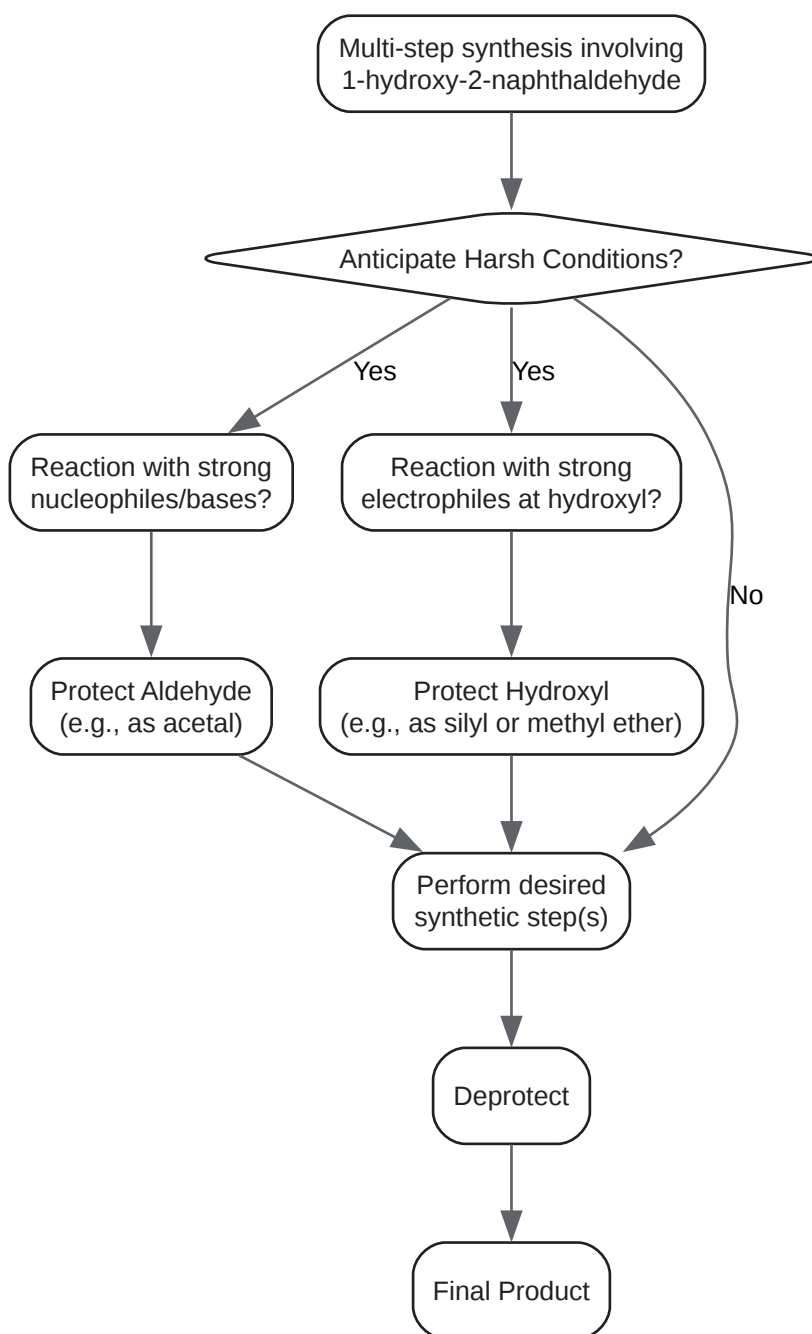 Multi-step synthesis involving
1-hydroxy-2-naphthaldehyde
Anticipate Harsh Conditions?
Yes
Yes
Reaction with strong
nucleophiles/bases?
Reaction with strong
electrophiles at hydroxyl?
No
Protect Aldehyde
(e.g., as acetal)
Protect Hydroxyl
(e.g., as silyl or methyl ether)
Perform desired
synthetic step(s)
Deprotect
Final Product